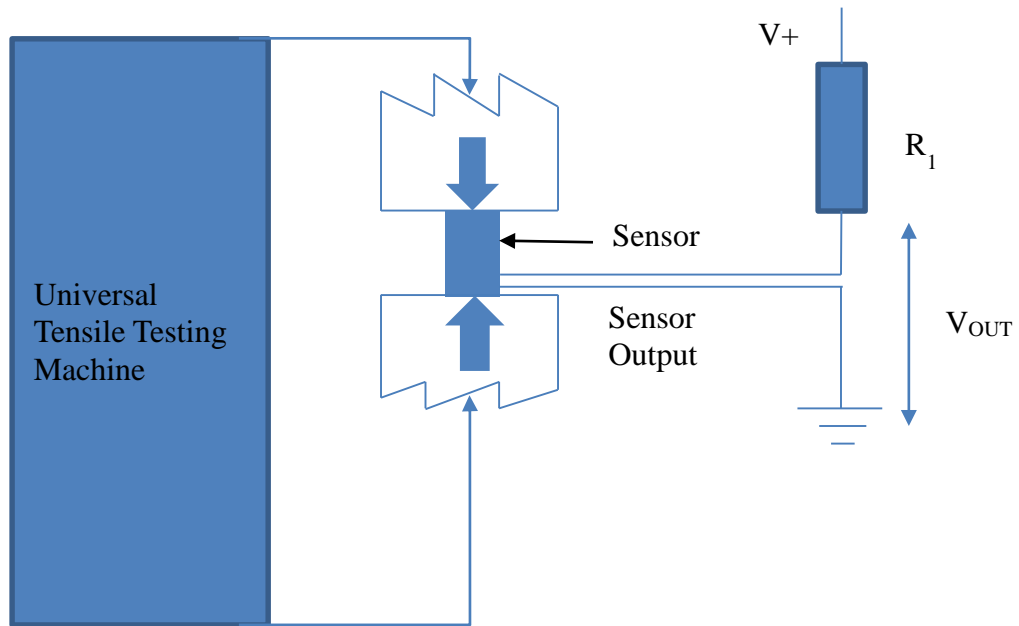 V+
R1
Sensor
Universal
Tensile Testing
Machine
Sensor
Output
VOUT